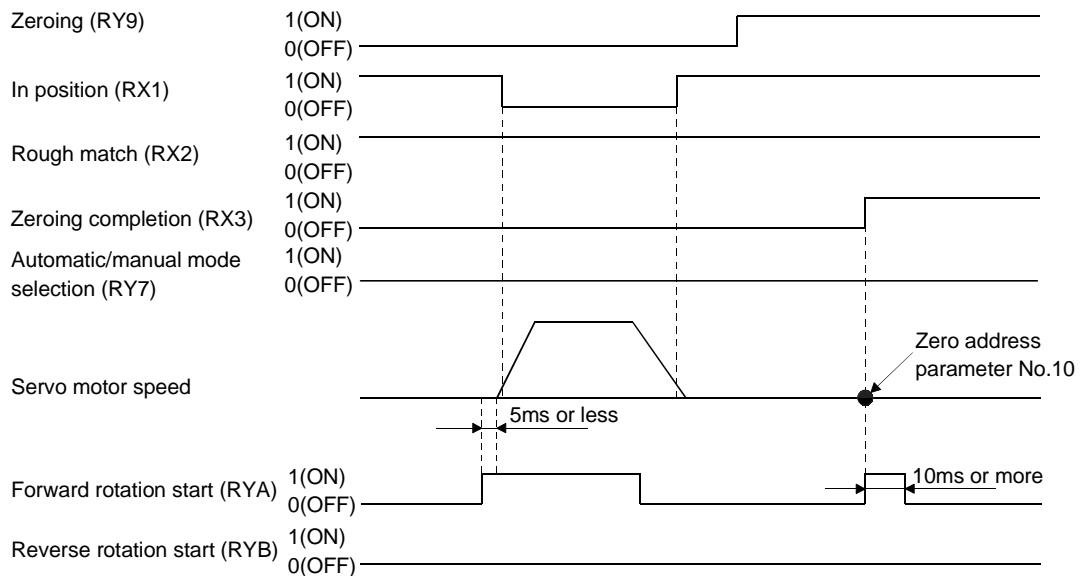 Zeroing (RY9)
1(ON)
0(OFF)
In position (RX1)
1(ON)
0(OFF)
Rough match (RX2)
1(ON)
0(OFF)
Zeroing completion (RX3)
1(ON)
0(OFF)
Automatic/manual mode
selection (RY7)
1(ON)
0(OFF)
Zero address
parameter No.10
Servo motor speed
5ms or less
Forward rotation start (RYA)
1(ON)
0(OFF)
10ms or more
Reverse rotation start (RYB)
1(ON)
0(OFF)